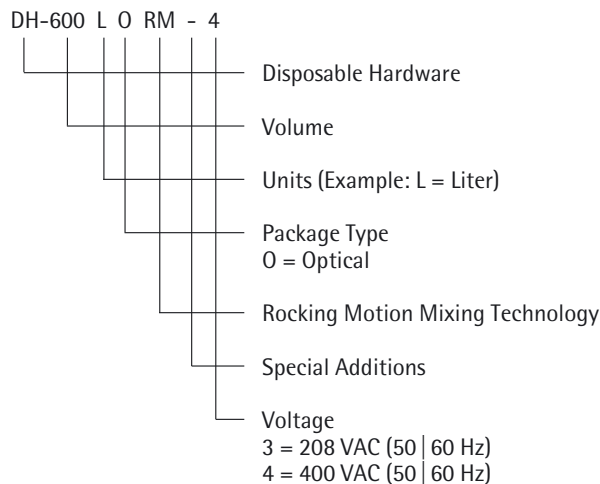 DH-600 L O RM - 4
Disposable Hardware
Volume
Units (Example: L = Liter)
Package Type
O = Optical
Rocking Motion Mixing Technology
Special Additions
Voltage
3 = 208 VAC (50 | 60 Hz)
4 = 400 VAC (50 | 60 Hz)